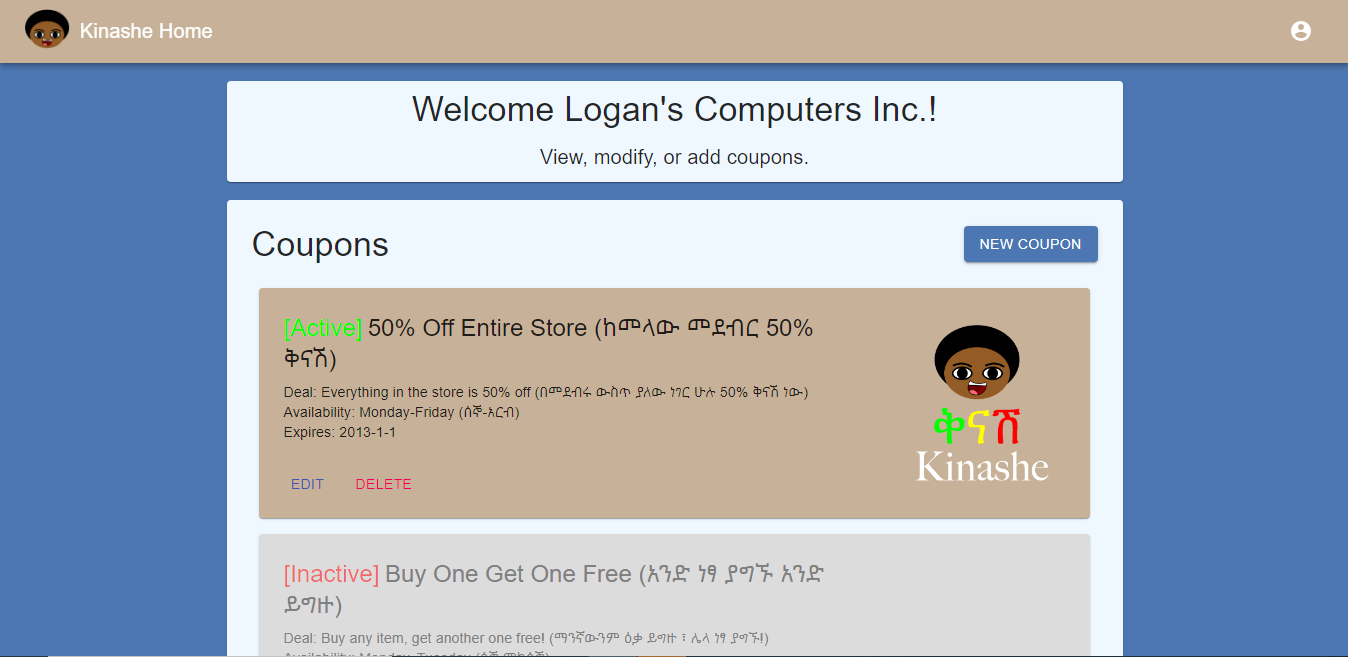 Kinashe Home
Welcome Logan's Computers Inc.!
View, modify, or add coupons.
Coupons
NEW COUPON
[Active] 50% Off Entire Store (ከመላው መደብር 50%
ቅናሽ)
Deal: Everything in the store is 50% off (በመደብሩ ውስጥ ያለው ነገር ሁሉ 50% ቅናሽ ነው)
Availability: Monday-Friday (ሰኞ-አርብ)
Expires: 2013-1-1
EDIT DELETE
ቅናሽ
Kinashe
[Inactive] Buy One Get One Free (አንድ ነፃ ያግኙ አንድ
ይግዙ)
Deal: Buy any item, get another one free! (ማንኛውንም ዕቃ ይግዙ ፣ ሌላ ነፃ ያግኙ!)
Availability: Monday-Tuesday